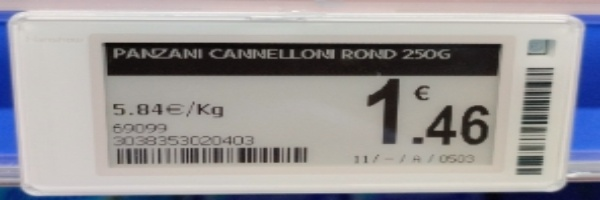 PANZANI CANNELLONI ROND 250G
1€.46
5.84€/Kg
69099
3038353020403
11/-/A/0503